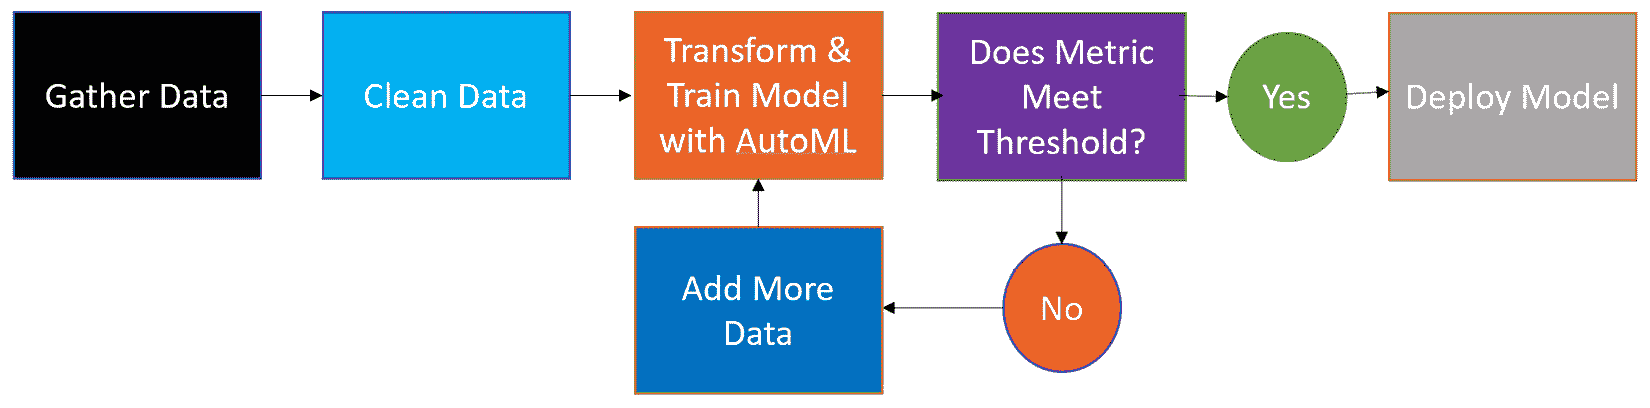 Gather Data
Clean Data
Transform &
Train Model
with AutoML
Does Metric
Meet
Threshold?
Yes
Deploy Model
Add More
Data
No